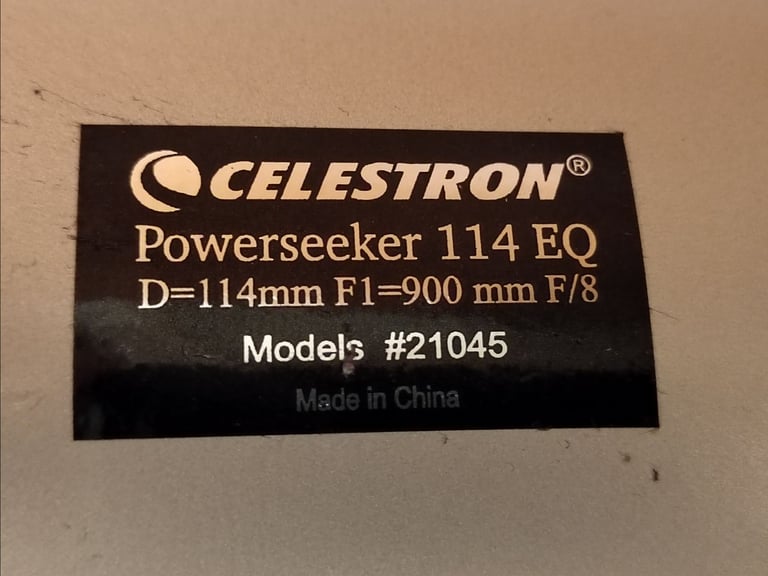 CELESTRON®
Powerseeker 114 EQ
D=114mm F1=900 mm F/8
Models #21045
Made in China